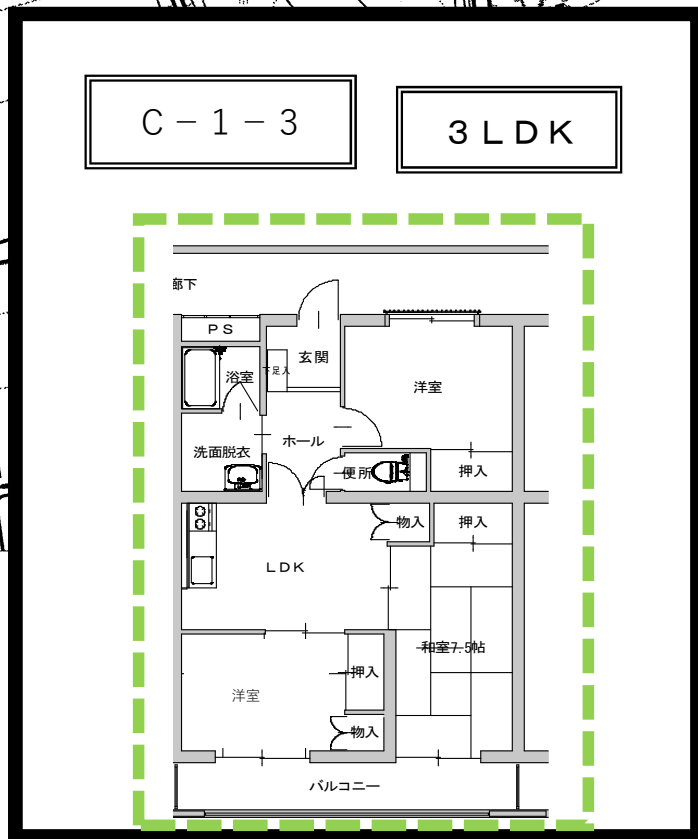 C－1－3
3LDK
廊下
PS
玄関
浴室
下足入
洋室
ホール
洗面脱衣
便所
押入
物入
押入
LDK
和室7.5帖
押入
洋室
物入
バルコニー